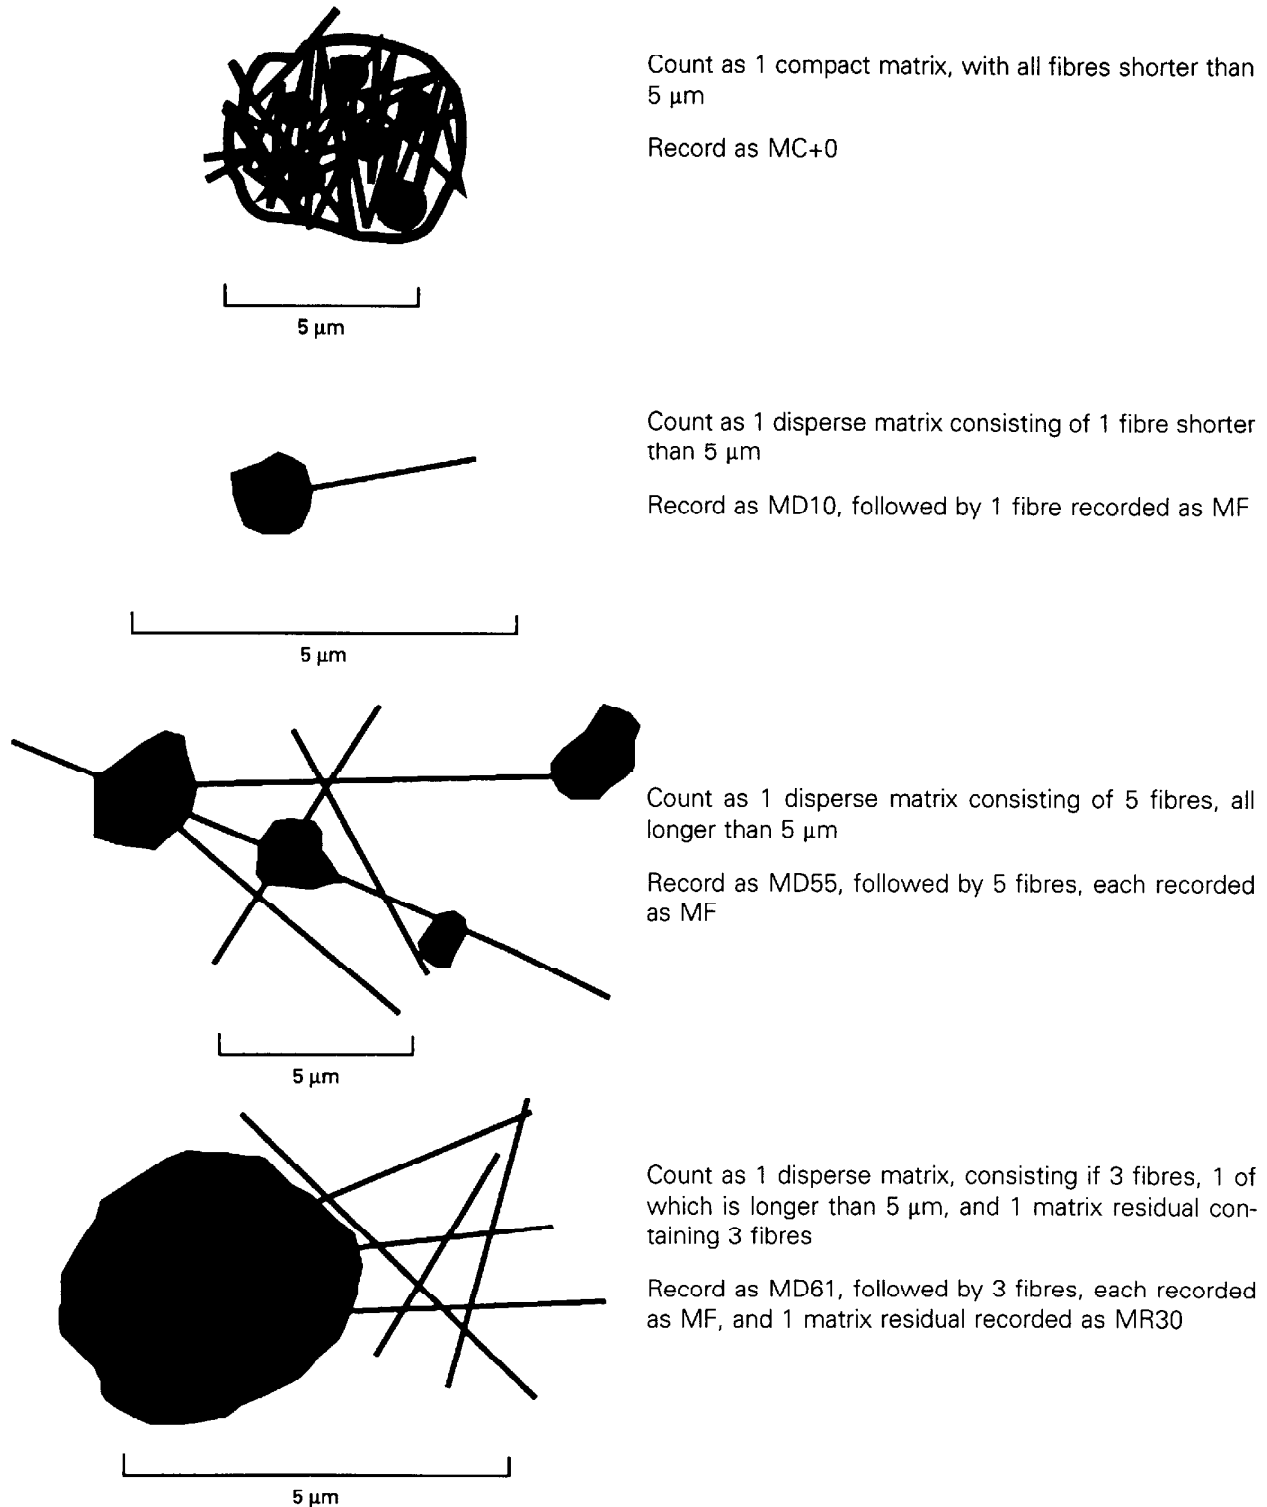 Count as 1 compact matrix, with all fibres shorter than
5 µm
Record as MC+0
5 µm
Count as 1 disperse matrix consisting of 1 fibre shorter
than 5 µm
Record as MD10, followed by 1 fibre recorded as MF
5 µm
Count as 1 disperse matrix consisting of 5 fibres, all
longer than 5 µm
Record as MD55, followed by 5 fibres, each recorded
as MF
5 µm
Count as 1 disperse matrix, consisting if 3 fibres, 1 of
which is longer than 5 µm, and 1 matrix residual con-
taining 3 fibres
Record as MD61, followed by 3 fibres, each recorded
as MF, and 1 matrix residual recorded as MR30
5 µm